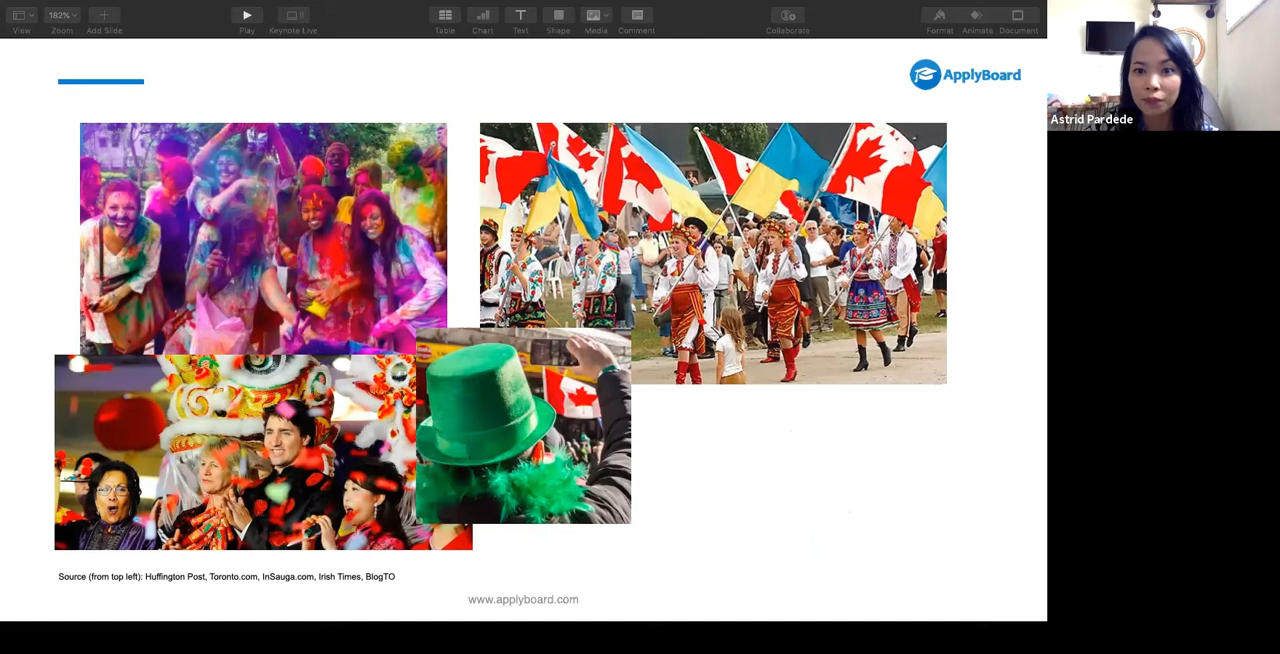 View
Zoom
Add Slide
Play
Keynote Live
Table
Chart
Text
Shape
Media
Comment
Collaborate
Format
Animate
Document
182%
ApplyBoard
Astrid Pardede
Source (from top left): Huffington Post, Toronto.com, InSauga.com, Irish Times, BlogTO
www.applyboard.com